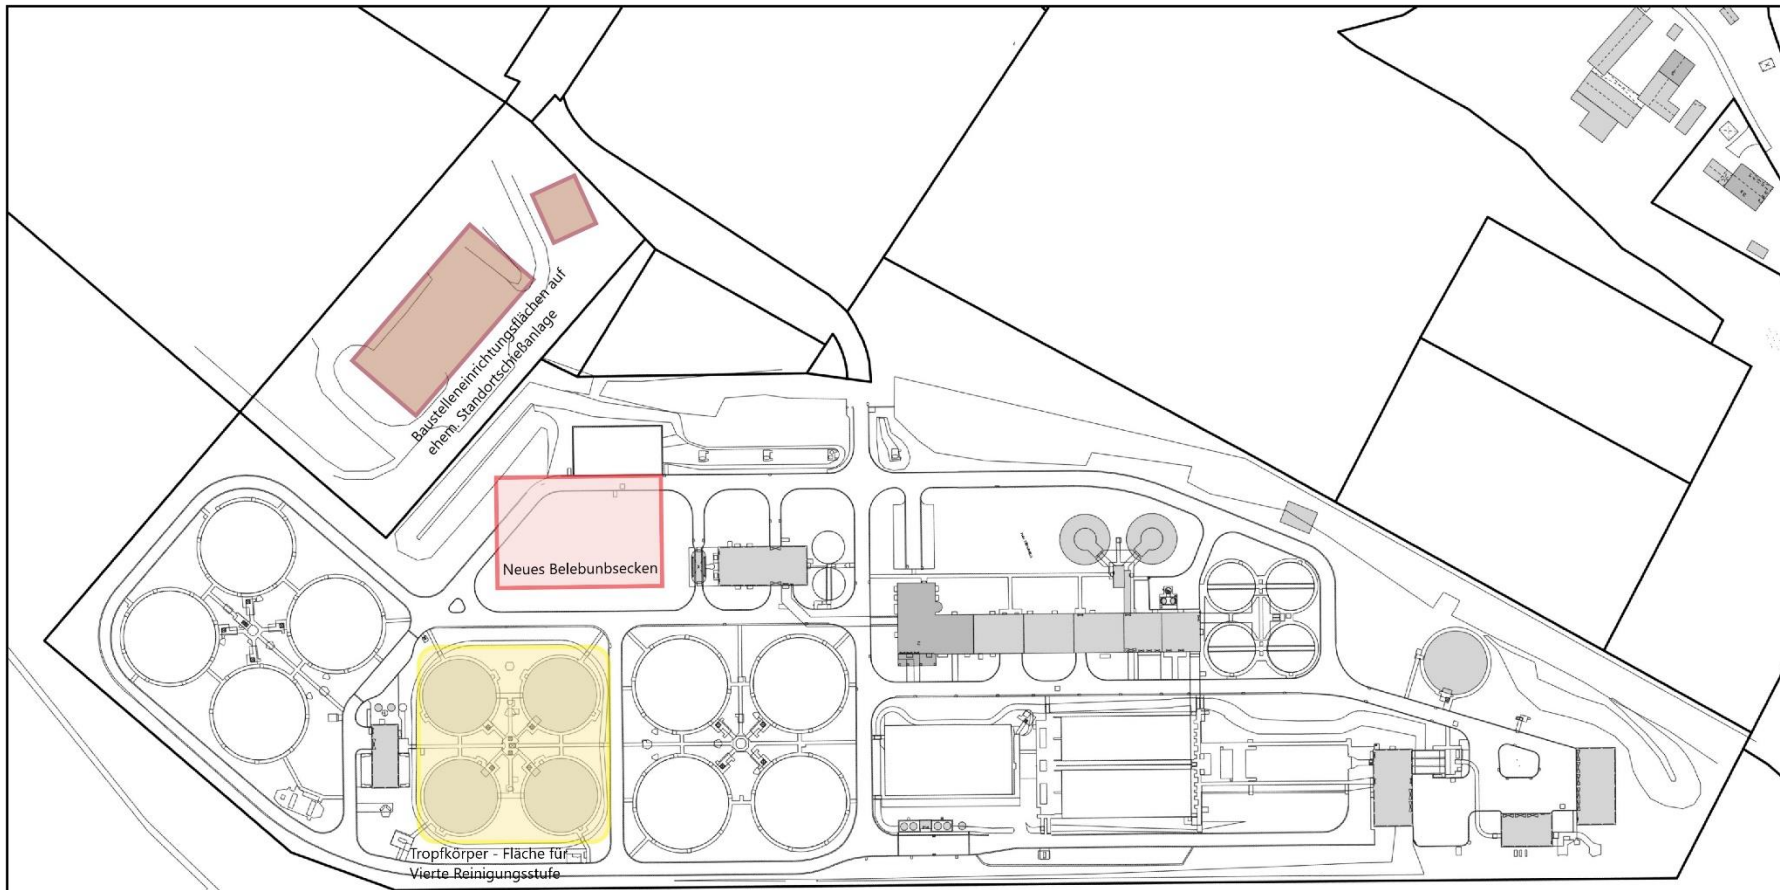 Baustelleneinrichtungsflächen auf
ehem. Standortschießanlage
Neues Belebunbsecken
Tropfkörper - Fläche für
Vierte Reinigungsstufe